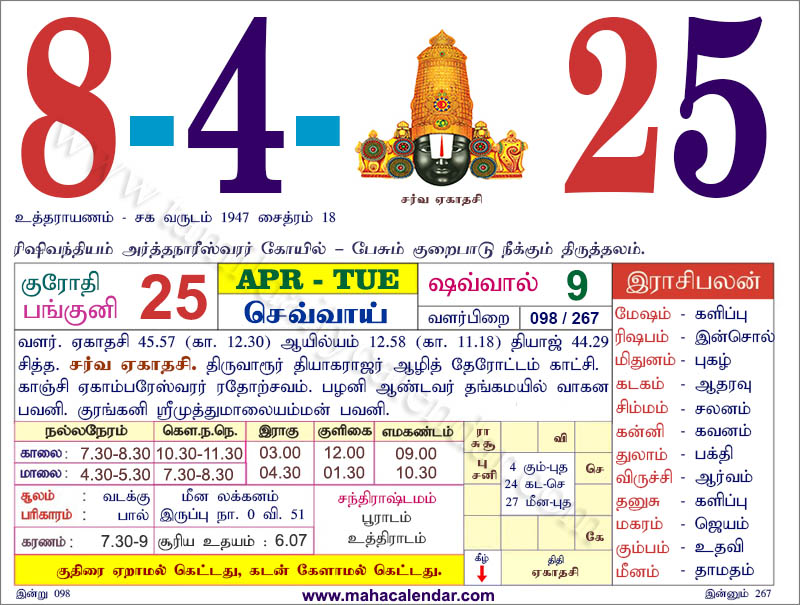 8-4- 25
சர்வ ஏகாதசி
உத்தராயணம் - சக வருடம் 1947 சைத்ரம் 18
ரிஷிவந்தியம் அர்த்தநாரீஸ்வரர் கோயில் – பேசும் குறைபாடு நீக்கும் திருத்தலம்.
குரோதி
பங்குனி 25
APR - TUE
செவ்வாய்
ஷவ்வால் 9
வளர்பிறை 098 / 267
வளர். ஏகாதசி 45.57 (கா. 12.30) ஆயில்யம் 12.58 (கா. 11.18) தியாஜ் 44.29
சித்த. சர்வ ஏகாதசி. திருவாரூர் தியாகராஜர் ஆழித் தேரோட்டம் காட்சி.
காஞ்சி ஏகாம்பரேஸ்வரர் ரதோற்சவம். பழனி ஆண்டவர் தங்கமயில் வாகன
பவனி. குரங்கனி ஸ்ரீமுத்துமாலையம்மன் பவனி.
நல்லநேரம் கௌ.ந.நெ. இராகு குளிகை எமகண்டம்
காலை: 7.30-8.30 10.30-11.30 03.00 12.00 09.00
மாலை: 4.30-5.30 7.30-8.30 04.30 01.30 10.30
சூலம் : வடக்கு
பரிகாரம் : பால்
மீன லக்கனம்
இருப்பு நா. 0 வி. 51
கரணம் : 7.30-9 சூரிய உதயம் : 6.07
சந்திராஷ்டமம்
பூராடம்
உத்திராடம்
குதிரை ஏறாமல் கெட்டது, கடன் கேளாமல் கெட்டது.
ரா
சுசூ
பு
சனி
வி
செ
கே
4 கும்-புத
24 கட-செ
27 மீன-புத
கீழ்
திதி
ஏகாதசி
இராசிபலன்
மேஷம் - களிப்பு
ரிஷபம் - இன்சொல்
மிதுனம் - புகழ்
கடகம் - ஆதரவு
சிம்மம் - சலனம்
கன்னி - கவனம்
துலாம் - பக்தி
விருச்சி - ஆர்வம்
தனுசு - களிப்பு
மகரம் - ஜெயம்
கும்பம் - உதவி
மீனம் - தாமதம்
இன்று 098
www.mahacalendar.com
இன்னும் 267